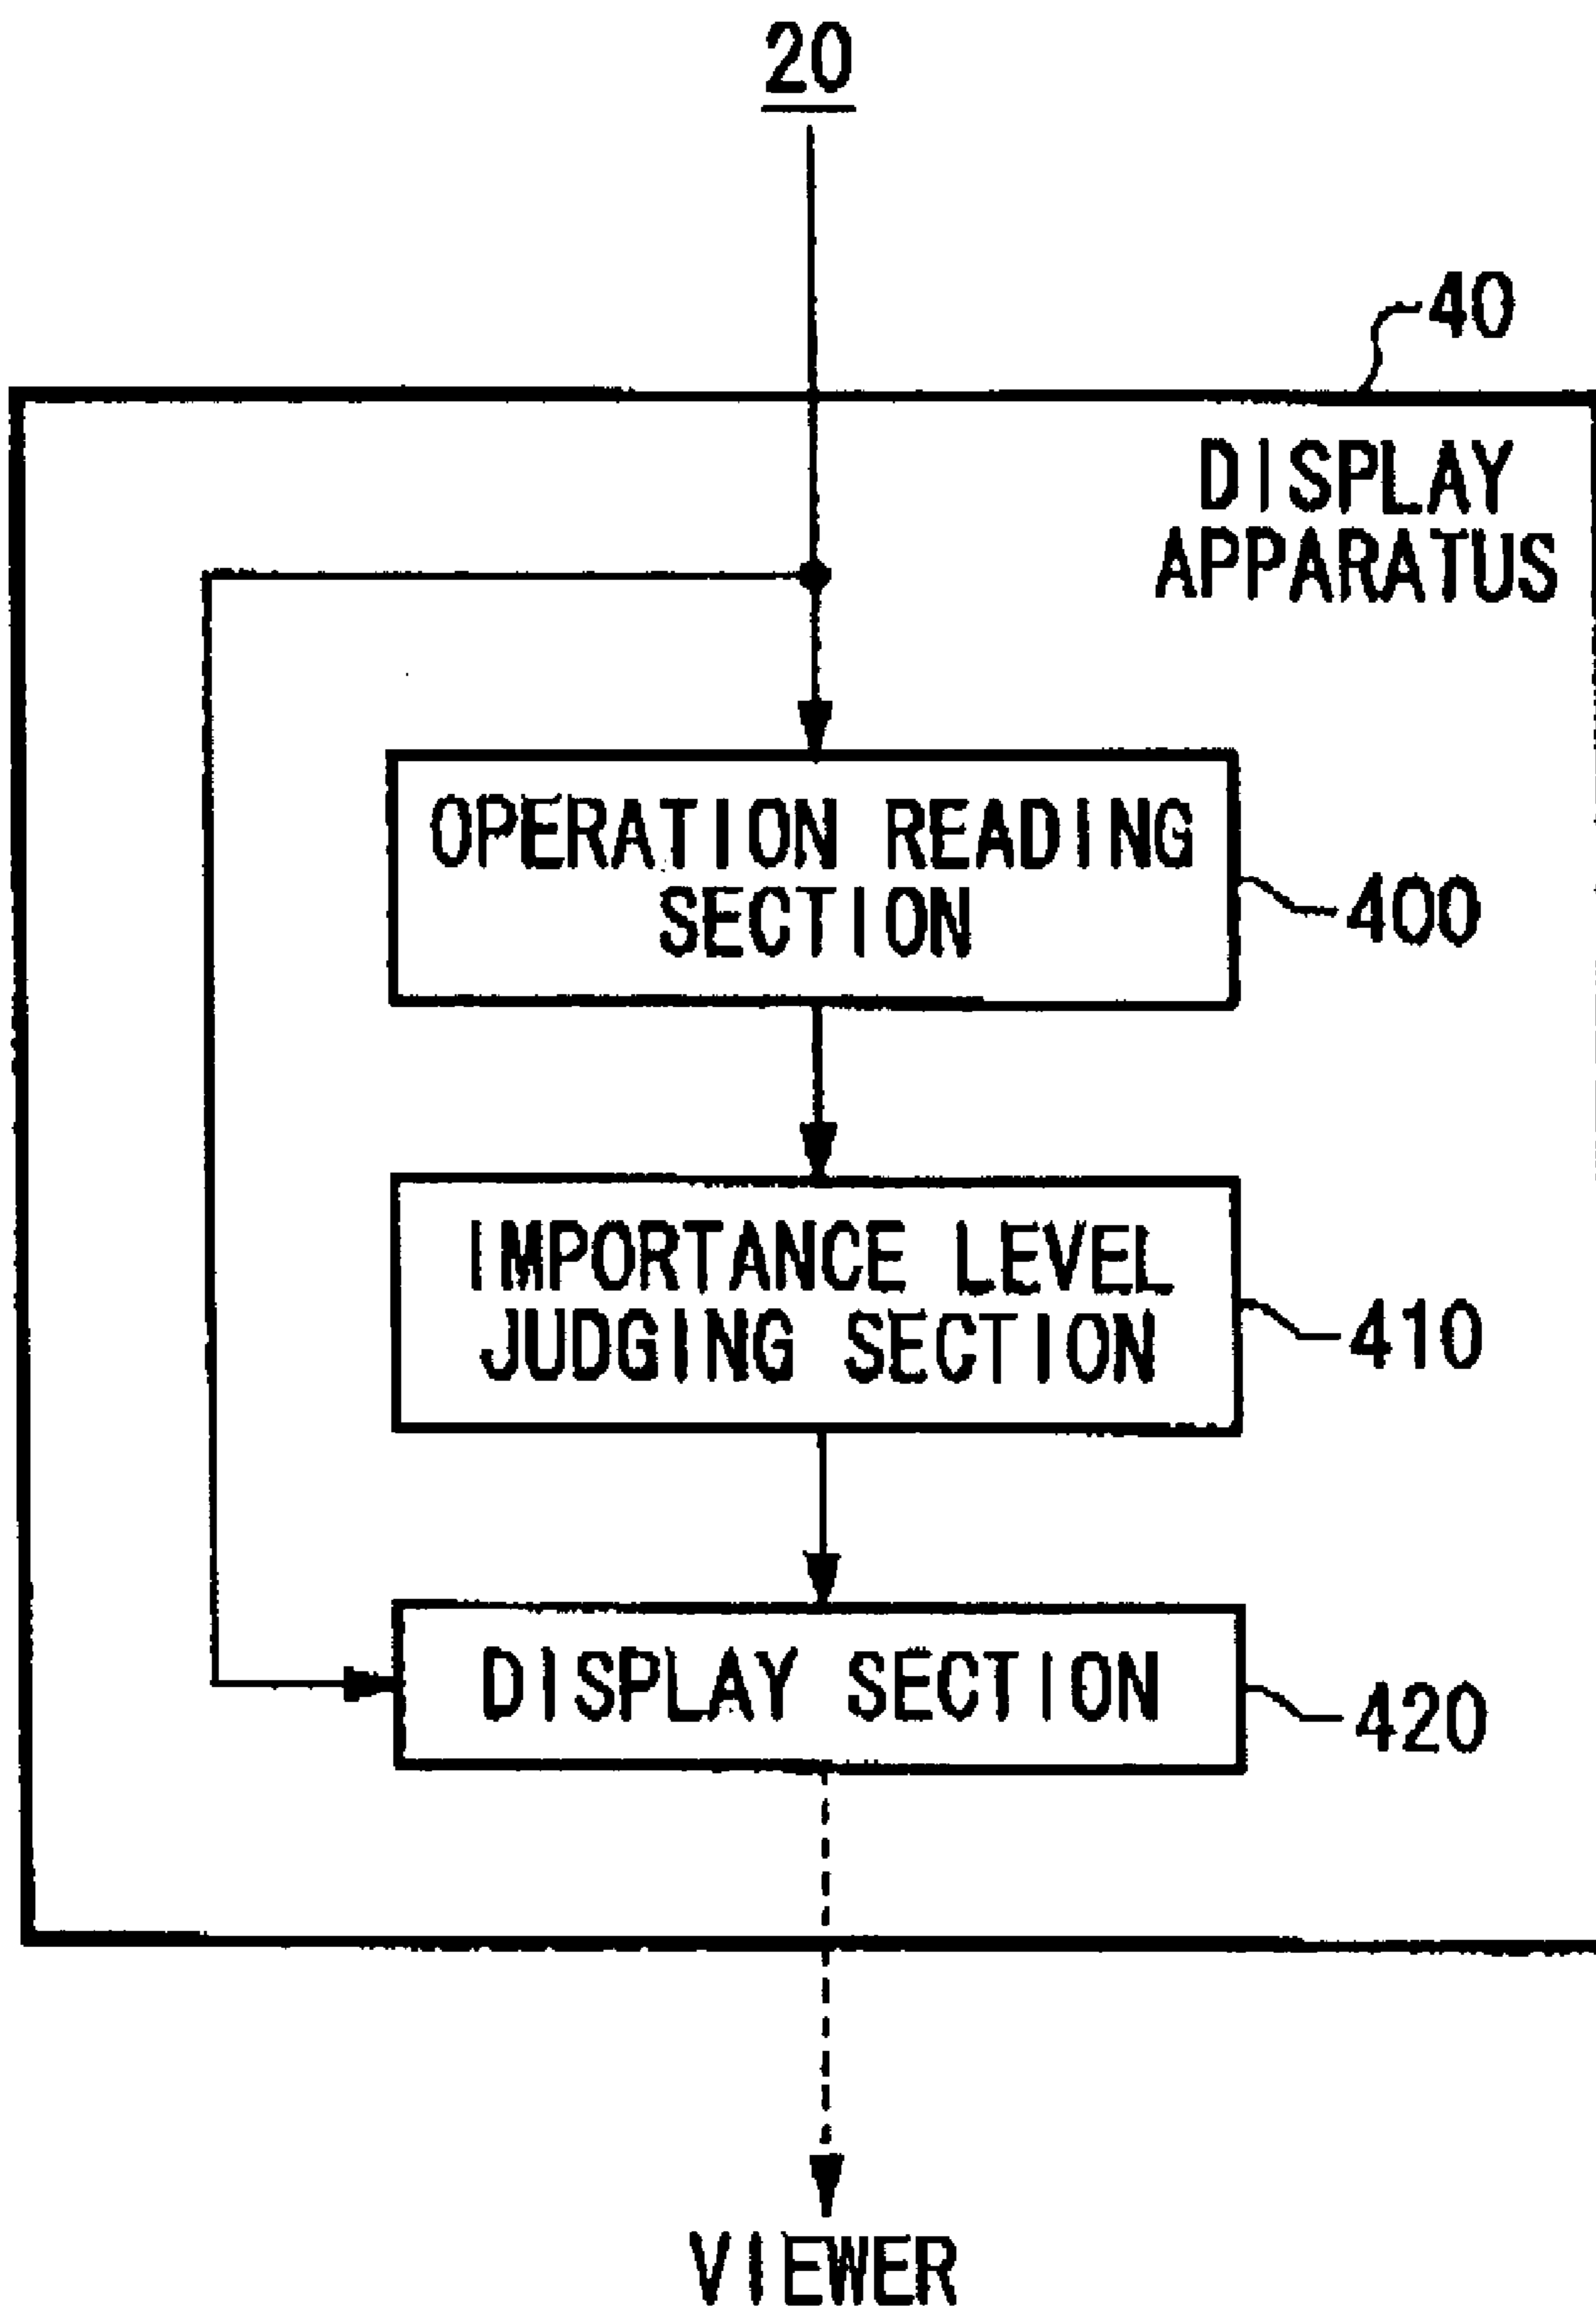 20
40
DISPLAY
APPARATUS
OPERATION READING
SECTION
400
IMPORTANCE LEVEL
JUDGING SECTION
410
DISPLAY SECTION
420
VIEWER